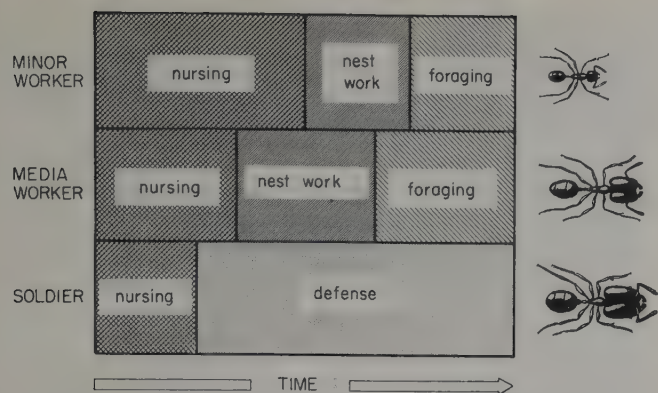 MINOR
WORKER
nursing
nest
work
foraging
MEDIA
WORKER
nursing
nest work
foraging
SOLDIER
nursing
defense
TIME